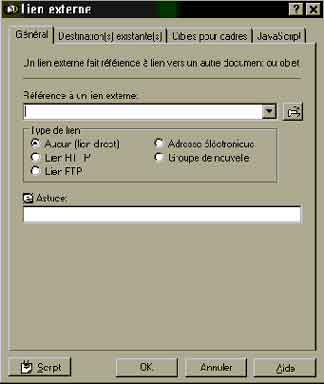 Lien externe
Général Destination(s) existante(s) Cibles pour cadres JavaScript
Un lien externe fait référence à lien vers un autre document ou objet
Référence à un lien externe:
Type de lien
Aucun (lien direct) Adresse éléctronique
Lien HTTP Groupe de nouvelle
Lien FTP
Astuce:
Script OK Annuler Aide